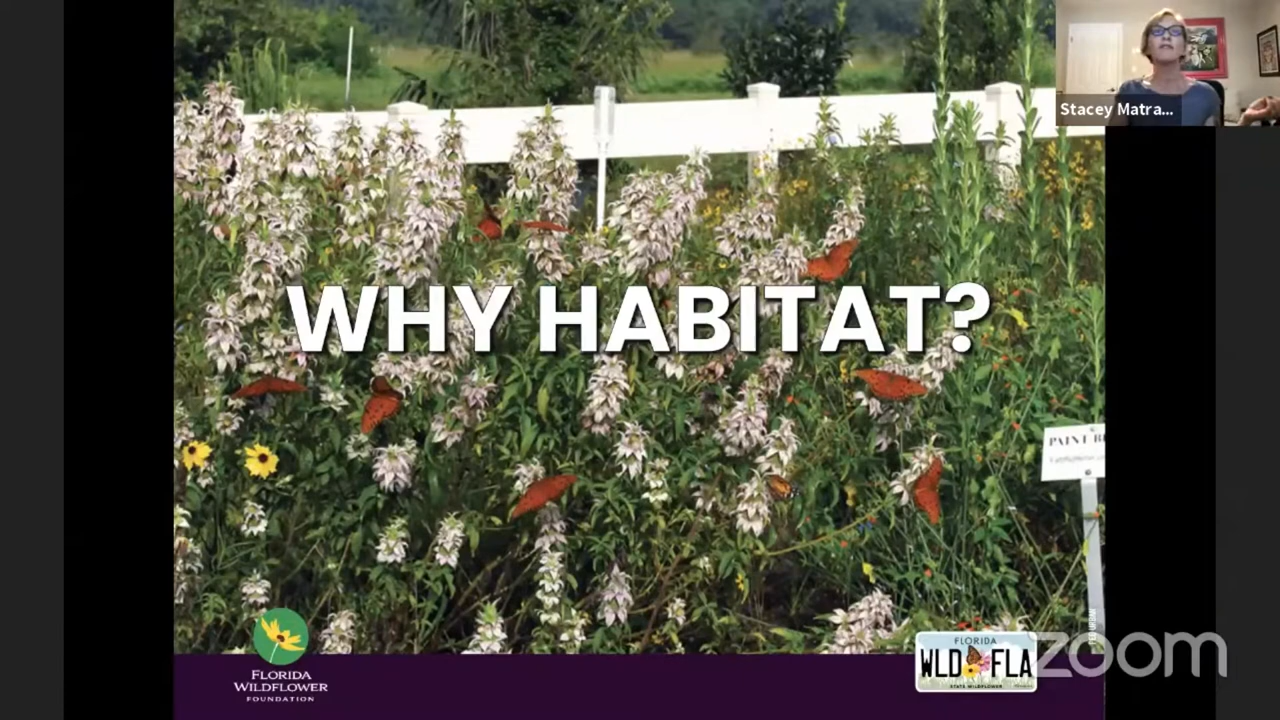 Stacey Matra...
WHY HABITAT?
PAINT B
FLORIDA
WILDFLOWER
FOUNDATION
FLORIDA
WLD FLA
STATE WILDFLOWER
zoom